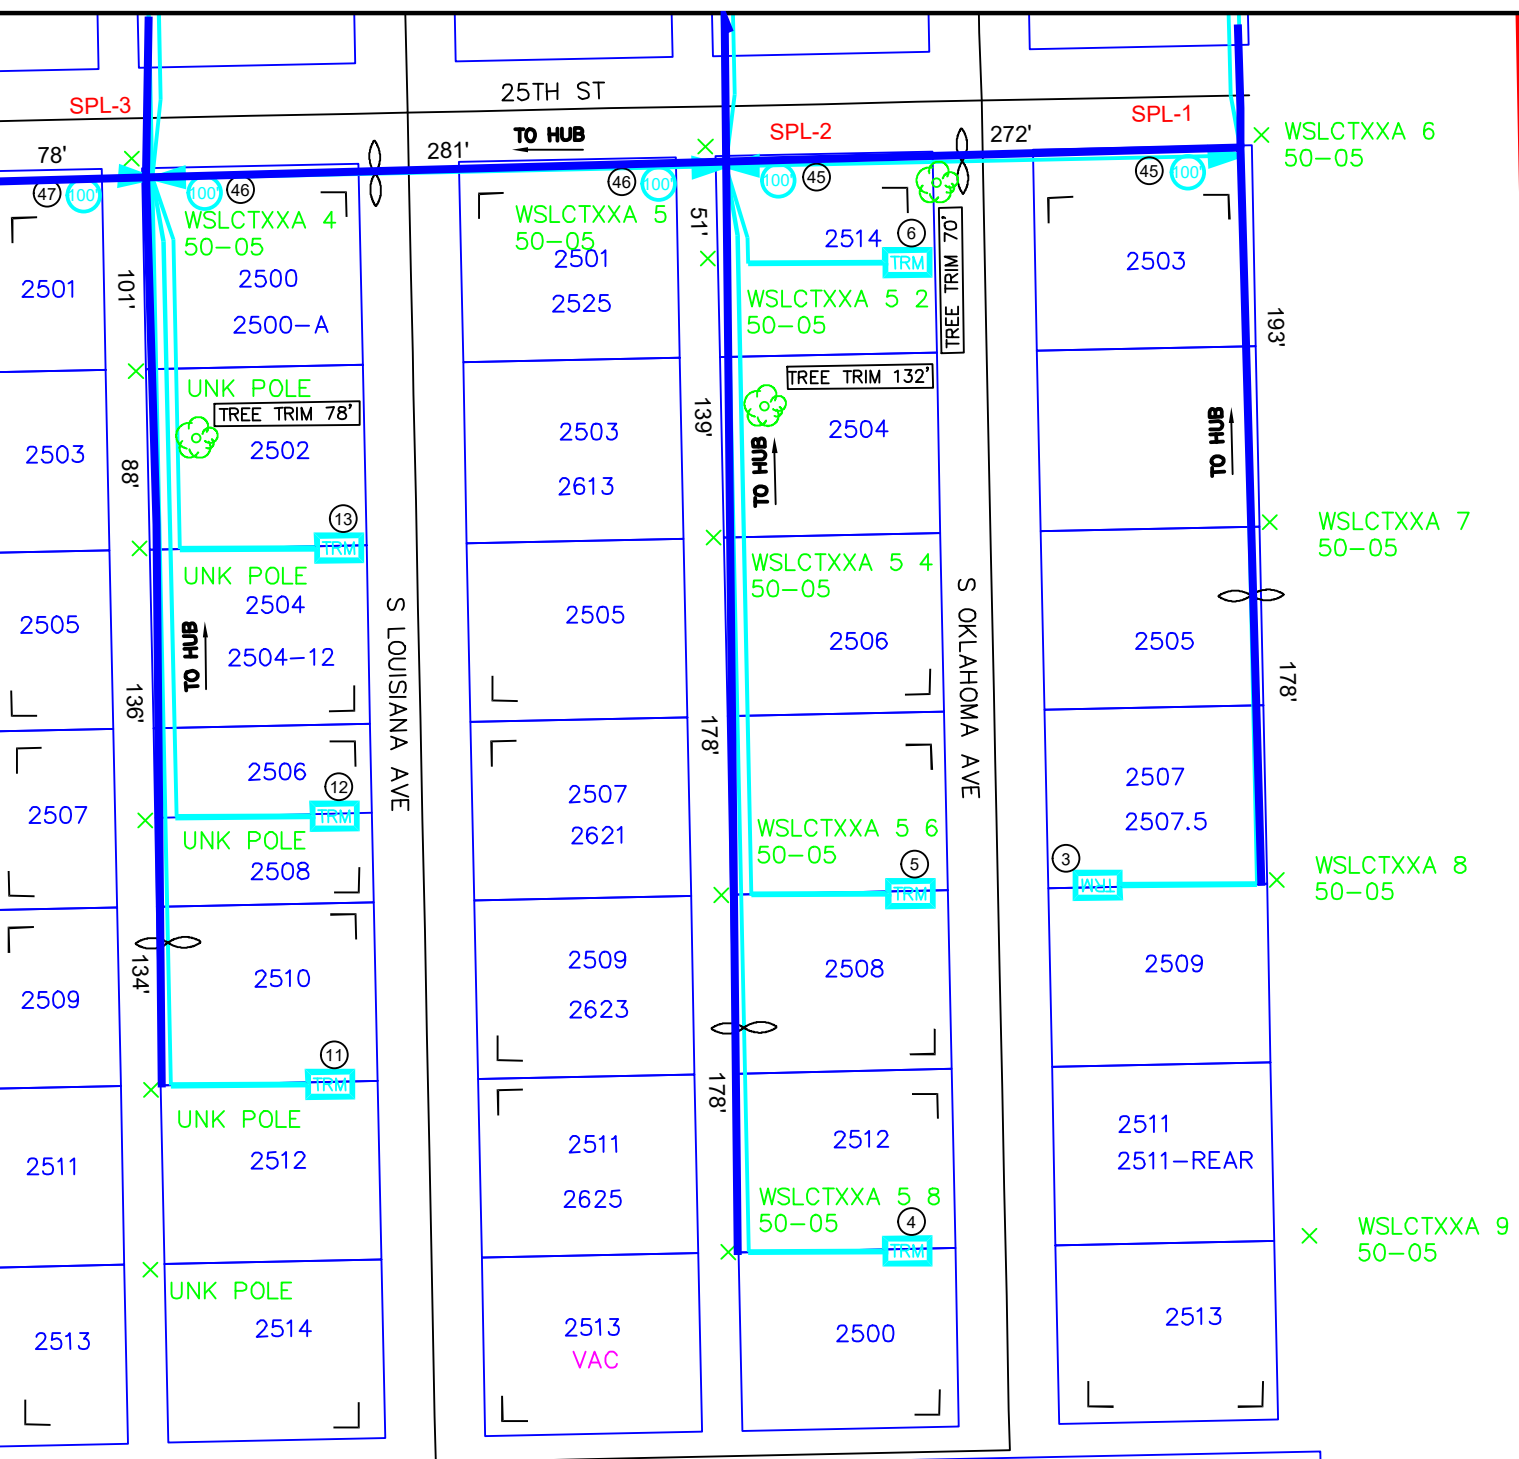 25TH ST
SPL-3
SPL-2
SPL-1
TO HUB
78'
281'
272'
WSLCTXXA 6
50-05
47
100'
100'
46
46
100'
100'
45
45
100'
WSLCTXXA 4
50-05
2500
2500-A
WSLCTXXA 5
50-05
2501
2525
51'
2514
6
TRM
TREE TRIM 70'
2503
193'
2501
101'
WSLCTXXA 5 2
50-05
UNK POLE
TREE TRIM 78'
2502
TREE TRIM 132'
2504
TO HUB
139'
2503
2613
TO HUB
2503
88'
13
TRM
WSLCTXXA 7
50-05
UNK POLE
2504
2504-12
TO HUB
2505
136'
S LOUISIANA AVE
2505
WSLCTXXA 5 4
50-05
2506
S OKLAHOMA AVE
2505
178'
2506
12
TRM
UNK POLE
2508
2507
2507
2621
178'
WSLCTXXA 5 6
50-05
5
TRM
2507
2507.5
3
TRM
WSLCTXXA 8
50-05
2509
134'
2510
2509
2623
2508
2509
11
TRM
UNK POLE
2512
2511
2511
2625
178'
2512
WSLCTXXA 5 8
50-05
4
TRM
2511
2511-REAR
WSLCTXXA 9
50-05
UNK POLE
2514
2513
2513
VAC
2500
2513